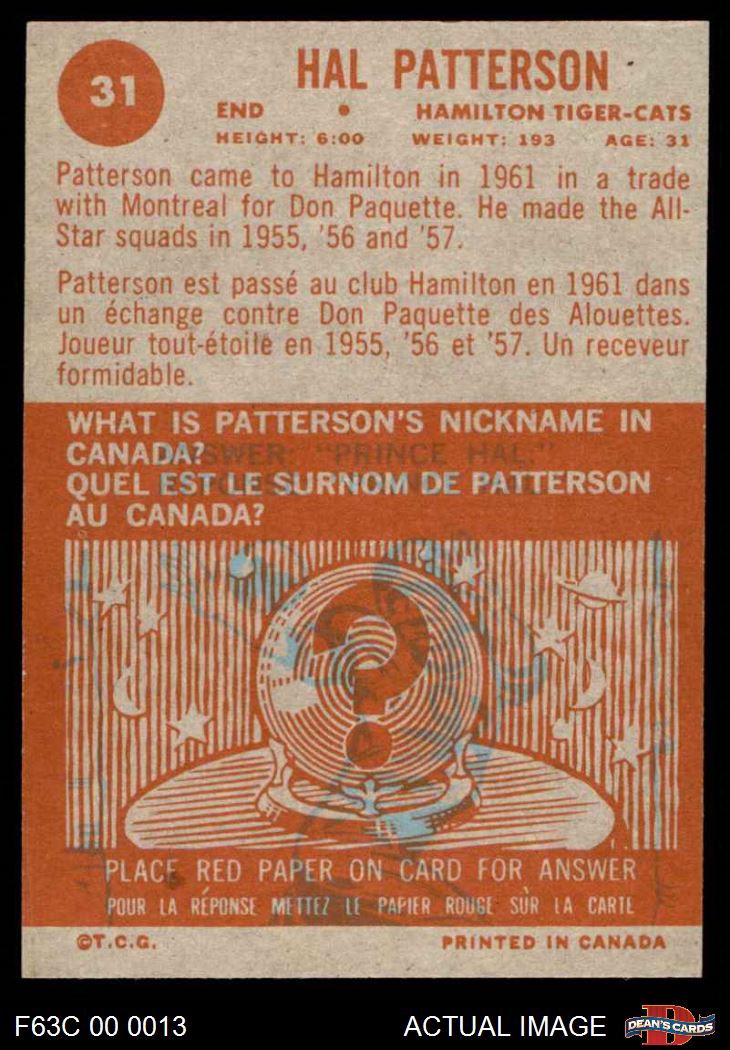 31
HAL PATTERSON
END • HAMILTON TIGER-CATS
HEIGHT: 6:00 WEIGHT: 193 AGE: 31
Patterson came to Hamilton in 1961 in a trade
with Montreal for Don Paquette. He made the All-
Star squads in 1955, '56 and '57.
Patterson est passé au club Hamilton en 1961 dans
un échange contre Don Paquette des Alouettes.
Joueur tout-étoile en 1955, '56 et '57. Un receveur
formidable.
WHAT IS PATTERSON'S NICKNAME IN
CANADA?
ANSWER: "PRINCE HAL."
QUEL EST LE SURNOM DE PATTERSON
AU CANADA?
?
PLACE RED PAPER ON CARD FOR ANSWER
POUR LA RÉPONSE METTEZ LE PAPIER ROUGE SUR LA CARTE
©T.C.G. PRINTED IN CANADA
F63C 00 0013 ACTUAL IMAGE D DEAN'S CARDS